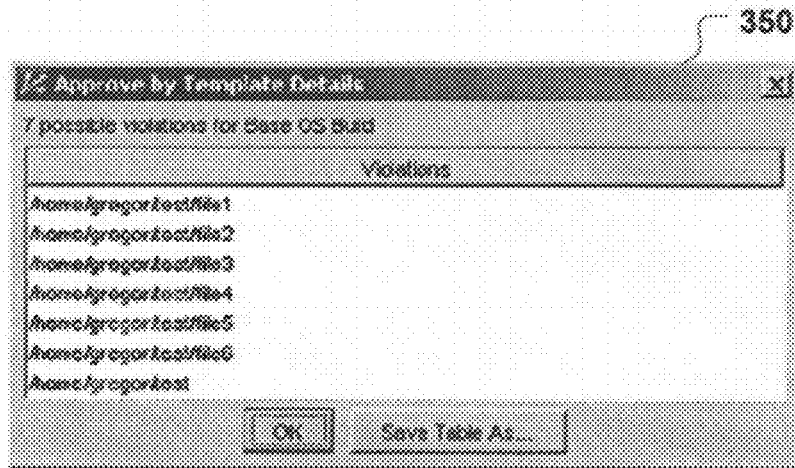 350
Approve by Template Details
7 possible violations for Base OS Build
Violations
/home/gregor/test/file1
/home/gregor/test/file2
/home/gregor/test/file3
/home/gregor/test/file4
/home/gregor/test/file5
/home/gregor/test/file6
/home/gregor/test
OK
Save Table As...